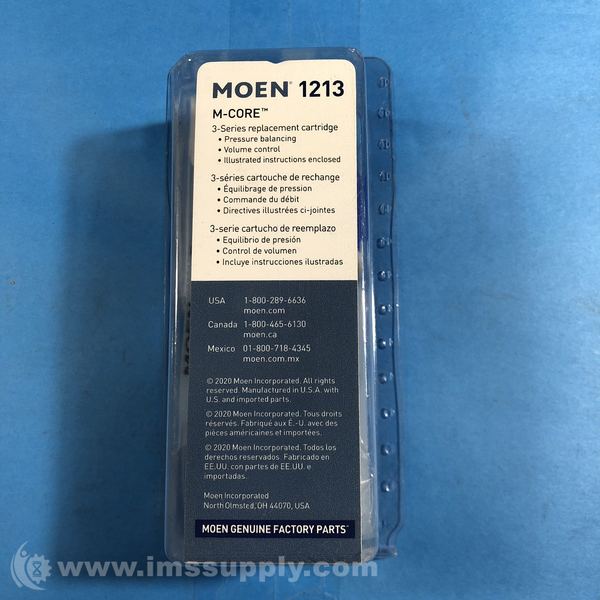 MOEN® 1213
M-CORE™
3-Series replacement cartridge
• Pressure balancing
• Volume control
• Illustrated instructions enclosed
3-séries cartouche de rechange
• Équilibrage de pression
• Commande du débit
• Directives illustrées ci-jointes
3-serie cartucho de reemplazo
• Equilibrio de presión
• Control de volumen
• Incluye instrucciones ilustradas
USA 1-800-289-6636
moen.com
Canada 1-800-465-6130
moen.ca
Mexico 01-800-718-4345
moen.com.mx
© 2020 Moen Incorporated. All rights
reserved. Manufactured in U.S.A. with
U.S. and imported parts.
© 2020 Moen Incorporated. Tous droits
réservés. Fabriqué aux É.-U. avec des
pièces américaines et importées.
© 2020 Moen Incorporated. Todos los
derechos reservados. Fabricado en
EE.UU. con partes de EE.UU. e
importadas.
Moen Incorporated
North Olmsted, OH 44070, USA
MOEN GENUINE FACTORY PARTS®
www.imssupply.com